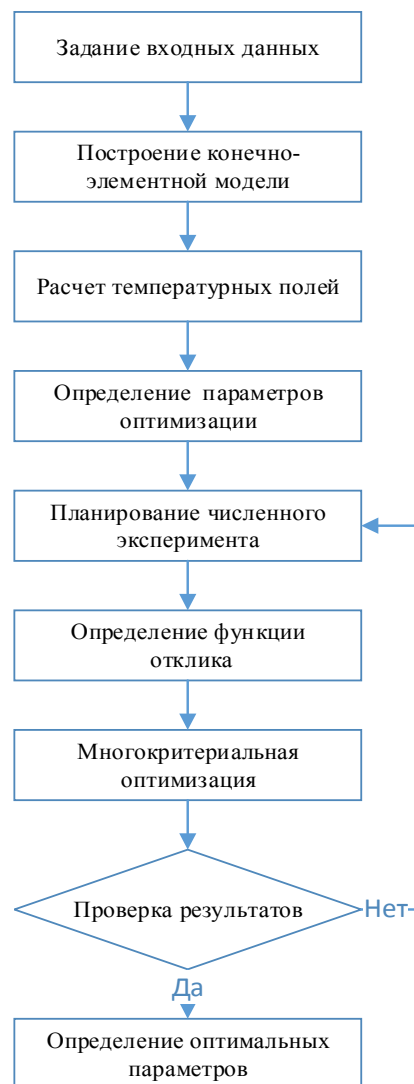 Задание входных данных
Построение конечно-
элементной модели
Расчет температурных полей
Определение параметров
оптимизации
Планирование численного
эксперимента
Определение функции
отклика
Многокритериальная
оптимизация
Проверка результатов
Нет
Да
Определение оптимальных
параметров